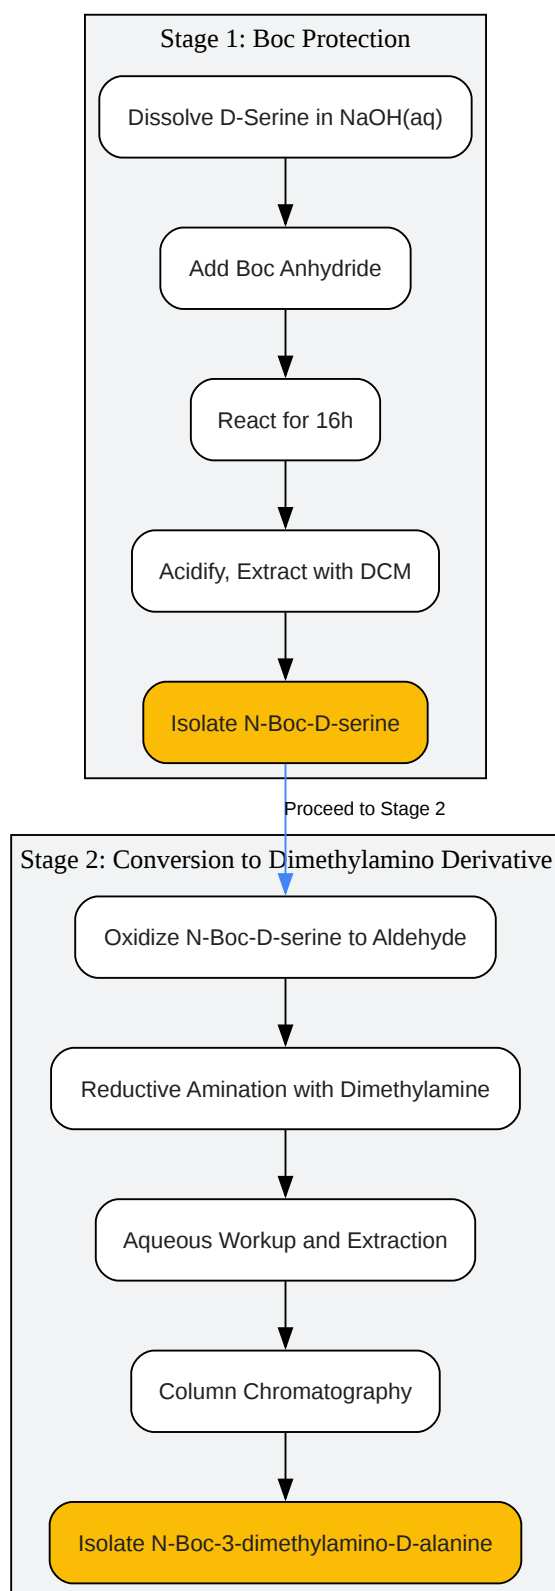 Stage 1: Boc Protection
Dissolve D-Serine in NaOH(aq)
Add Boc Anhydride
React for 16h
Acidify, Extract with DCM
Isolate N-Boc-D-serine
Proceed to Stage 2
Stage 2: Conversion to Dimethylamino Derivative
Oxidize N-Boc-D-serine to Aldehyde
Reductive Amination with Dimethylamine
Aqueous Workup and Extraction
Column Chromatography
Isolate N-Boc-3-dimethylamino-D-alanine